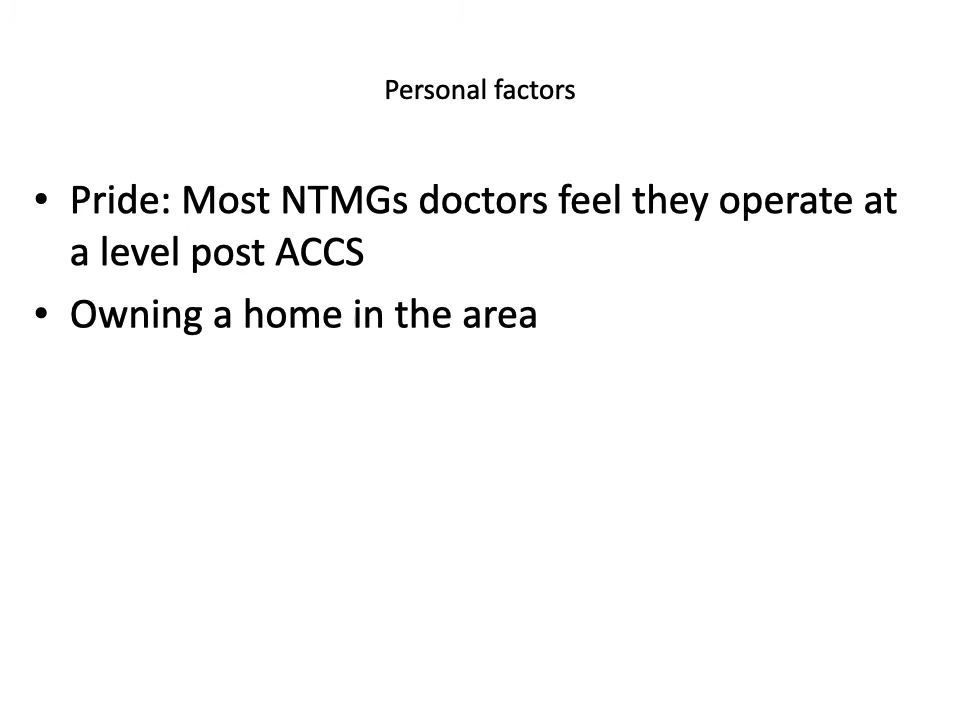 Personal factors
• Pride: Most NTMGs doctors feel they operate at
a level post ACCS
• Owning a home in the area